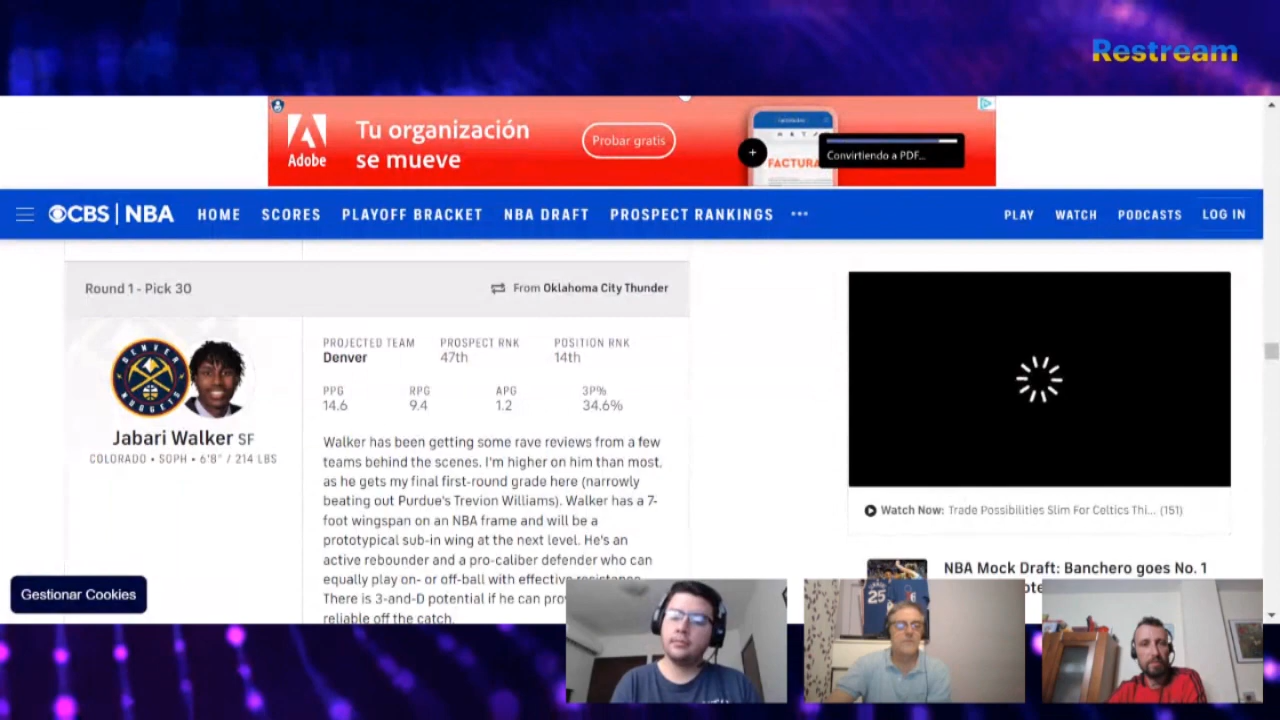 Restream
Adobe
Tu organización
se mueve
Probar gratis
+
FACTURA
Convirtiendo a PDF...
CBS | NBA
HOME
SCORES
PLAYOFF BRACKET
NBA DRAFT
PROSPECT RANKINGS
•••
PLAY
WATCH
PODCASTS
LOG IN
Round 1 - Pick 30
From Oklahoma City Thunder
DENVER
NUGGETS
Jabari Walker SF
COLORADO • SOPH • 6'8" / 214 LBS
PROJECTED TEAM
Denver
PROSPECT RNK
47th
POSITION RNK
14th
PPG
14.6
RPG
9.4
APG
1.2
3P%
34.6%
Walker has been getting some rave reviews from a few
teams behind the scenes. I'm higher on him than most,
as he gets my final first-round grade here (narrowly
beating out Purdue's Trevion Williams). Walker has a 7-
foot wingspan on an NBA frame and will be a
prototypical sub-in wing at the next level. He's an
active rebounder and a pro-caliber defender who can
equally play on- or off-ball with effective resistance.
There is 3-and-D potential if he can pro
reliable off the catch.
Watch Now: Trade Possibilities Slim For Celtics Thi... (151)
NBA Mock Draft: Banchero goes No. 1
25
6
Gestionar Cookies